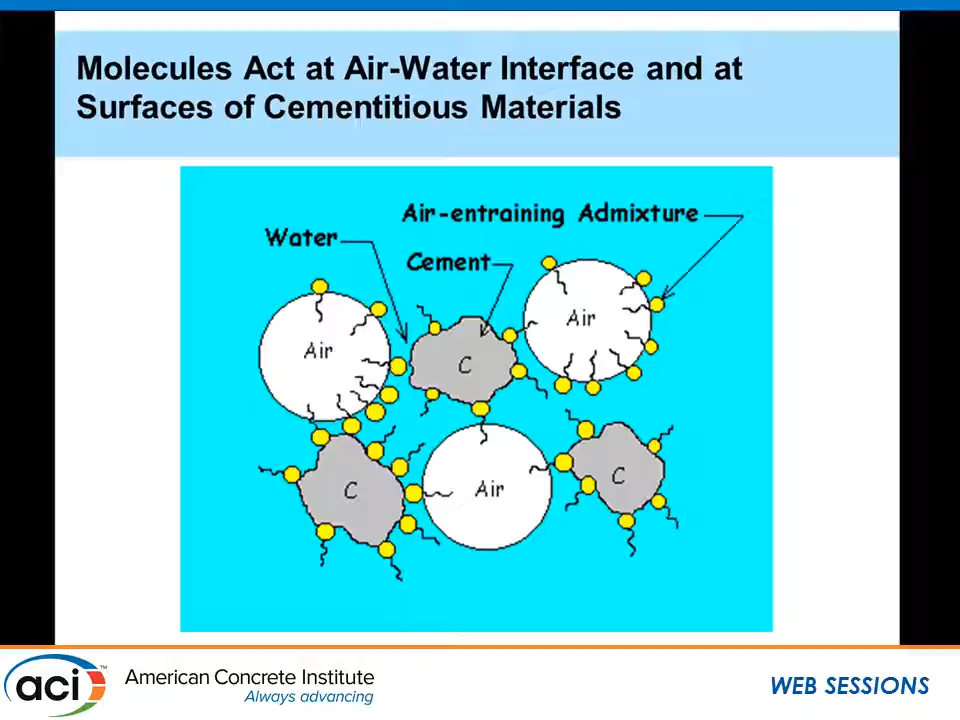 Molecules Act at Air-Water Interface and at
Surfaces of Cementitious Materials
Air-entraining Admixture
Water
Cement
Air
Air
C
C
Air
C
aci™
American Concrete Institute
Always advancing
WEB SESSIONS